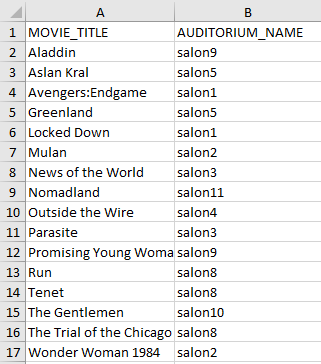 A B
1 MOVIE_TITLE AUDITORIUM_NAME
2 Aladdin salon9
3 Aslan Kral salon5
4 Avengers:Endgame salon1
5 Greenland salon5
6 Locked Down salon1
7 Mulan salon2
8 News of the World salon3
9 Nomadland salon11
10 Outside the Wire salon4
11 Parasite salon3
12 Promising Young Woma salon9
13 Run salon8
14 Tenet salon8
15 The Gentlemen salon10
16 The Trial of the Chicago salon8
17 Wonder Woman 1984 salon2